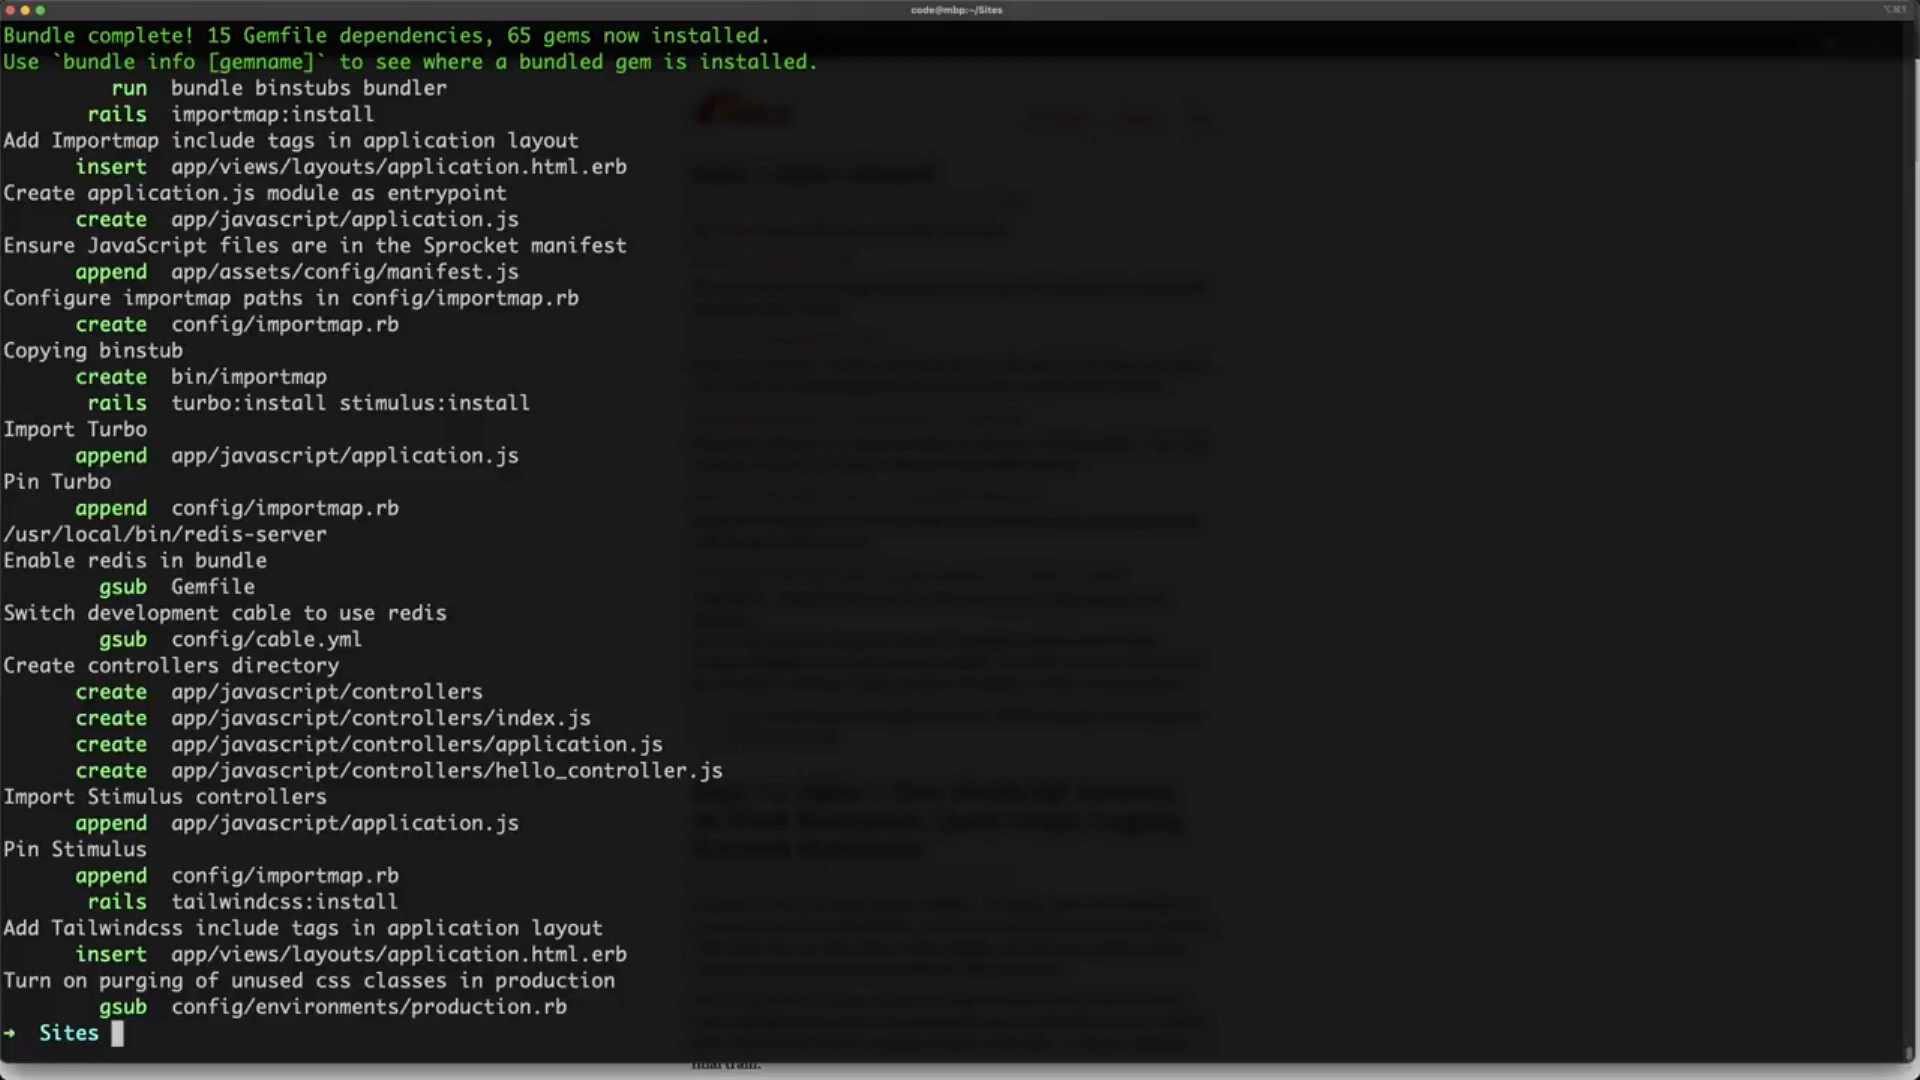 code@mbp:~/Sites
Bundle complete! 15 Gemfile dependencies, 65 gems now installed.
Use `bundle info [gemname]` to see where a bundled gem is installed.
run bundle binstubs bundler
rails importmap:install
Add Importmap include tags in application layout
insert app/views/layouts/application.html.erb
Create application.js module as entrypoint
create app/javascript/application.js
Ensure JavaScript files are in the Sprocket manifest
append app/assets/config/manifest.js
Configure importmap paths in config/importmap.rb
create config/importmap.rb
Copying binstub
create bin/importmap
rails turbo:install stimulus:install
Import Turbo
append app/javascript/application.js
Pin Turbo
append config/importmap.rb
/usr/local/bin/redis-server
Enable redis in bundle
gsub Gemfile
Switch development cable to use redis
gsub config/cable.yml
Create controllers directory
create app/javascript/controllers
create app/javascript/controllers/index.js
create app/javascript/controllers/application.js
create app/javascript/controllers/hello_controller.js
Import Stimulus controllers
append app/javascript/application.js
Pin Stimulus
append config/importmap.rb
rails tailwindcss:install
Add Tailwindcss include tags in application layout
insert app/views/layouts/application.html.erb
Turn on purging of unused css classes in production
gsub config/environments/production.rb
→ Sites